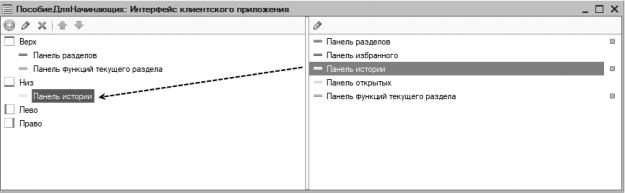 ПособиеДляНачинающих: Интерфейс клиентского приложения
Верх
Панель разделов
Панель функций текущего раздела
Низ
Панель истории
Лево
Право
Панель разделов
Панель избранного
Панель истории
Панель открытых
Панель функций текущего раздела